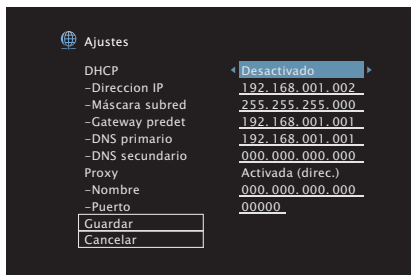 Ajustes
DHCP Desactivado
-Direccion IP 192.168.001.002
-Máscara subred 255.255.255.000
-Gateway predet 192.168.001.001
-DNS primario 192.168.001.001
-DNS secundario 000.000.000.000
Proxy Activada (direc.)
-Nombre 000.000.000.000
-Puerto 00000
Guardar
Cancelar